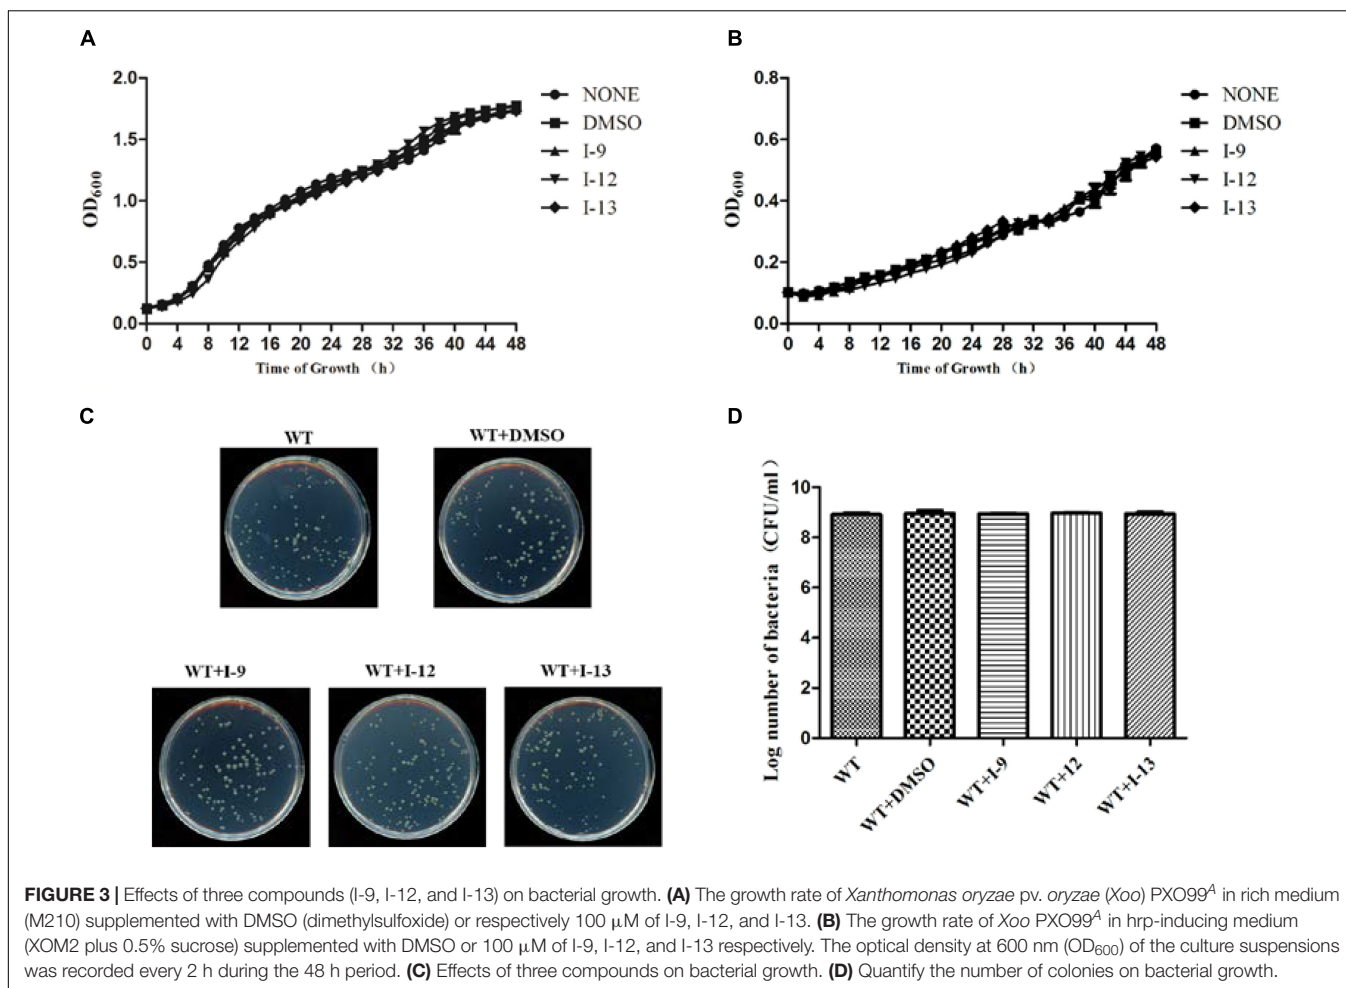 A
2.0
1.5
1.0
0.5
0.0
OD600
0 4 8 12 16 20 24 28 32 36 40 44 48
Time of Growth （h）
NONE
DMSO
I-9
I-12
I-13
B
0.8
0.6
0.4
0.2
0.0
OD600
0 4 8 12 16 20 24 28 32 36 40 44 48
Time of Growth （h）
NONE
DMSO
I-9
I-12
I-13
C
WT
WT+DMSO
WT+I-9
WT+I-12
WT+I-13
D
Log number of bacteria （CFU/ml）
10
8
6
4
2
0
WT
WT+DMSO
WT+I-9
WT+12
WT+I-13
FIGURE 3 | Effects of three compounds (I-9, I-12, and I-13) on bacterial growth. (A) The growth rate of Xanthomonas oryzae pv. oryzae (Xoo) PXO99A in rich medium
(M210) supplemented with DMSO (dimethylsulfoxide) or respectively 100 μM of I-9, I-12, and I-13. (B) The growth rate of Xoo PXO99A in hrp-inducing medium
(XOM2 plus 0.5% sucrose) supplemented with DMSO or 100 μM of I-9, I-12, and I-13 respectively. The optical density at 600 nm (OD600) of the culture suspensions
was recorded every 2 h during the 48 h period. (C) Effects of three compounds on bacterial growth. (D) Quantify the number of colonies on bacterial growth.